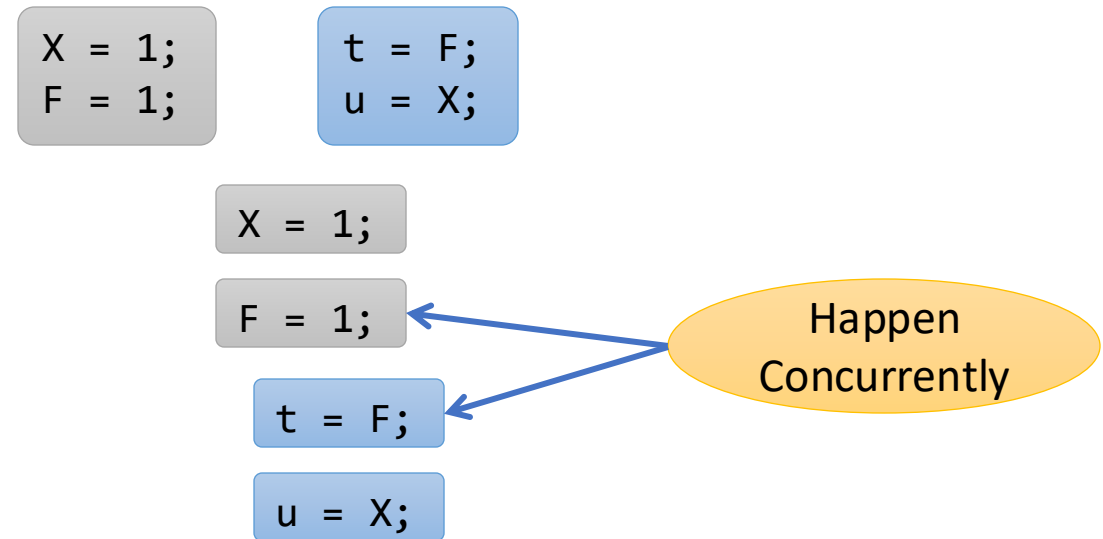 X = 1;
F = 1;
t = F;
u = X;
X = 1;
F = 1;
Happen
Concurrently
t = F;
u = X;